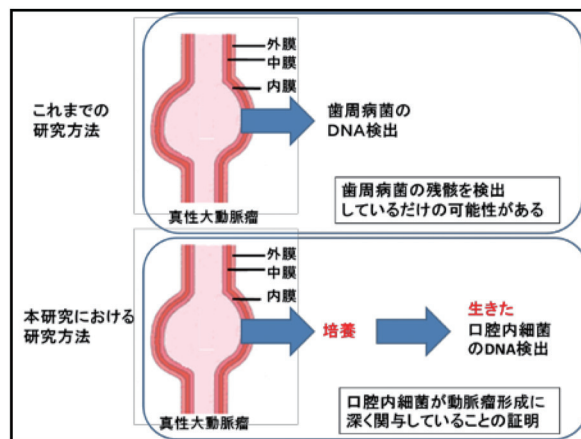 これまでの
研究方法
外膜
中膜
内膜
真性大動脈瘤
歯周病菌の
DNA検出
歯周病菌の残骸を検出
しているだけの可能性がある
本研究における
研究方法
外膜
中膜
内膜
真性大動脈瘤
培養
生きた
口腔内細菌
のDNA検出
口腔内細菌が動脈瘤形成に
深く関与していることの証明